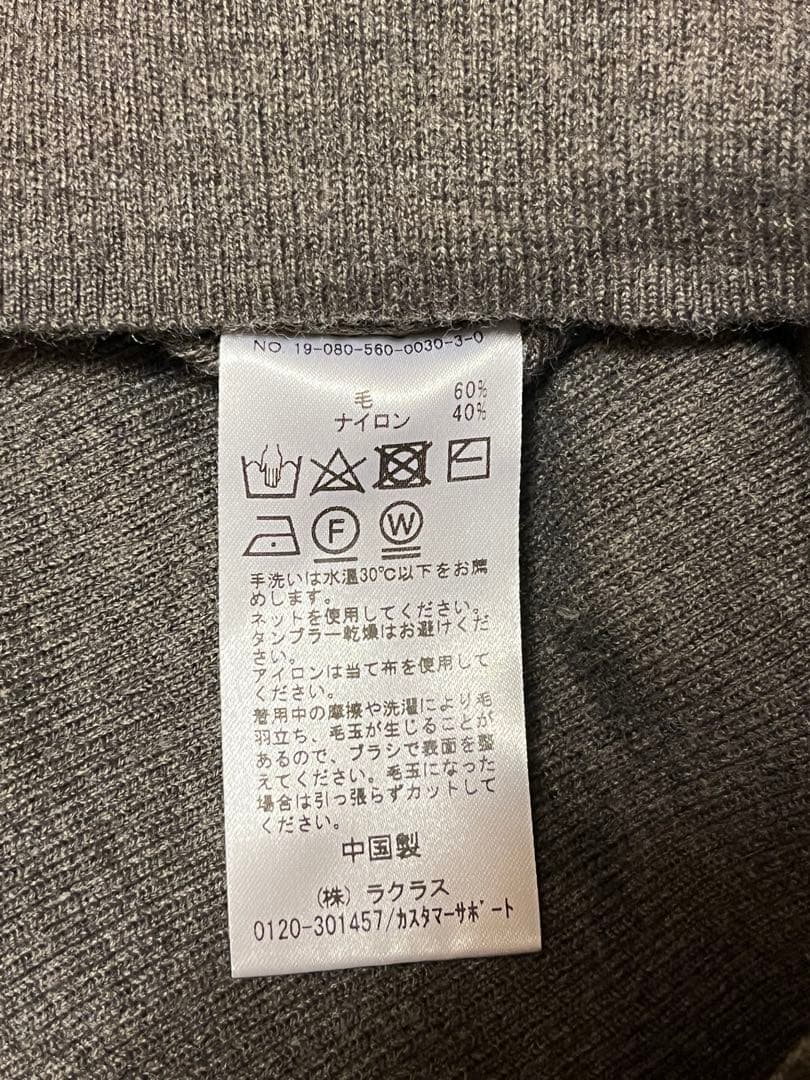 NO 19-080-560-0030-3-0
毛 60%
ナイロン 40%
F W
手洗いは水温30℃以下をお薦
めします。
ネットを使用してください。
タンブラー乾燥はお避けくだ
さい。
アイロンは当て布を使用して
ください。
着用中の摩擦や洗濯により毛
羽立ち、毛玉が生じることが
あるので、ブラシで表面を整
えてください。毛玉になった
場合は引っ張らずカットして
ください。
中国製
(株) ラクラス
0120-301457/カスタマーサポート